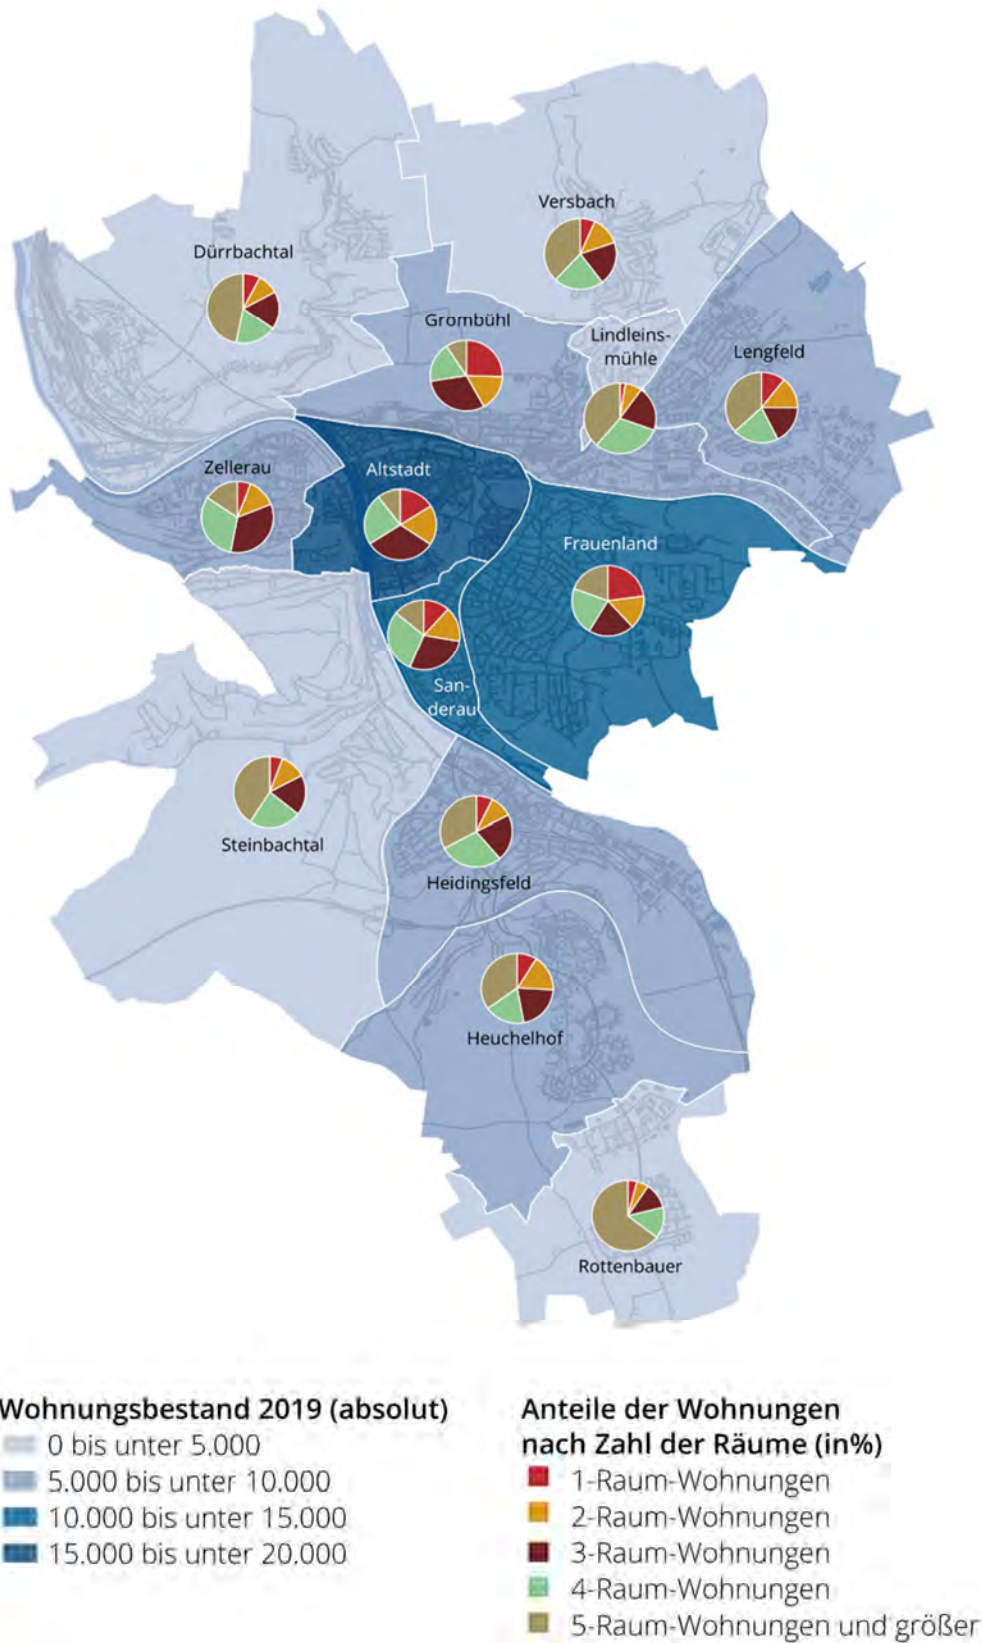 Versbach
Dürrbachtal
Grombühl
Lindleins-
mühle
Lengfeld
Zellerau
Altstadt
Frauenland
San-
derau
Steinbachtal
Heidingsfeld
Heuchelhof
Rottenbauer
Wohnungsbestand 2019 (absolut)
0 bis unter 5.000
5.000 bis unter 10.000
10.000 bis unter 15.000
15.000 bis unter 20.000
Anteile der Wohnungen
nach Zahl der Räume (in%)
1-Raum-Wohnungen
2-Raum-Wohnungen
3-Raum-Wohnungen
4-Raum-Wohnungen
5-Raum-Wohnungen und größer